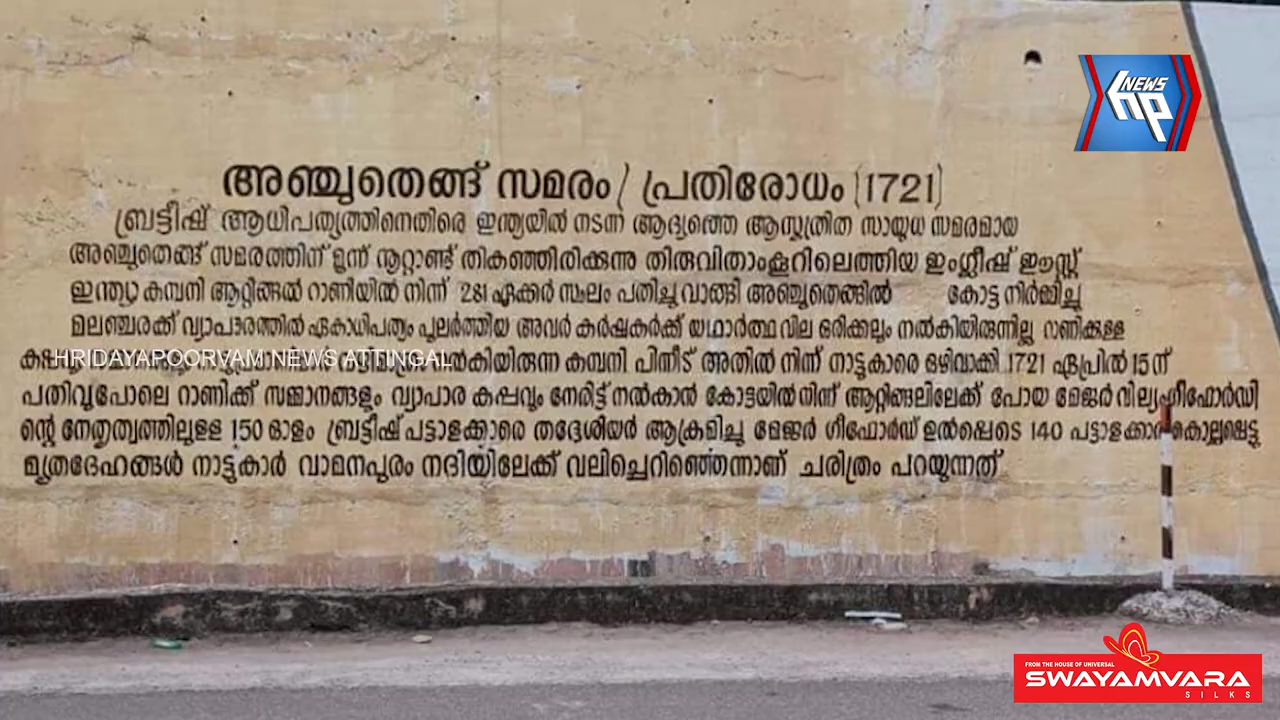 NEWS
hp
അഞ്ചുതെങ്ങ് സമരം / പ്രതിരോധം (1721)
ബ്രട്ടീഷ് ആധിപത്യത്തിനെതിരെ ഇന്ത്യയിൽ നടന്ന ആദ്യത്തെ ആസൂത്രിത സായുധ സമരമായ
അഞ്ചുതെങ്ങ് സമരത്തിന് മൂന്ന് നൂറ്റാണ്ട് തികഞ്ഞിരിക്കുന്നു തിരുവിതാംകൂറിലെത്തിയ ഇംഗ്ലീഷ് ഈസ്റ്റ്
ഇന്ത്യാ കമ്പനി ആറ്റിങ്ങൽ റാണിയിൽ നിന്ന് 281 ഏക്കർ സ്ഥലം പതിച്ചു വാങ്ങി അഞ്ചുതെങ്ങിൽ കോട്ട നിർമ്മിച്ചു
മലഞ്ചരക്ക് വ്യാപാരത്തിൽ ഏകാധിപത്യം പുലർത്തിയ അവർ കർഷകർക്ക് യഥാർത്ഥ വില ഒരിക്കലും നൽകിയിരുന്നില്ല റാണിക്കുള്ള
നൽകിയിരുന്ന കമ്പനി പിന്നീട് അതിൽ നിന്ന് നാട്ടുകാരെ ഒഴിവാക്കി 1721 ഏപ്രിൽ 15 ന്
HRIDAYAPOORVAM NEWS ATTINGAL
പതിവുപോലെ റാണിക്ക് സമ്മാനങ്ങളും വ്യാപാര കപ്പവും നേരിട്ട് നൽകാൻ കോട്ടയിൽ നിന്ന് ആറ്റിങ്ങലിലേക്ക് പോയ മേജർ വില്യം ഗീഫോർഡി
ന്റെ നേതൃത്വത്തിലുളള 150 ഓളം ബ്രട്ടീഷ് പട്ടാളക്കാരെ തദ്ദേശീയർ ആക്രമിച്ചു മേജർ ഗീഫോർഡ് ഉൽപ്പെടെ 140 പട്ടാളക്കാർ കൊല്ലപ്പെട്ടു
മൃതദേഹങ്ങൾ നാട്ടുകാർ വാമനപുരം നദിയിലേക്ക് വലിച്ചെറിഞ്ഞെന്നാണ് ചരിത്രം പറയുന്നത്
FROM THE HOUSE OF UNIVERSAL
SWAYAMVARA
SILKS